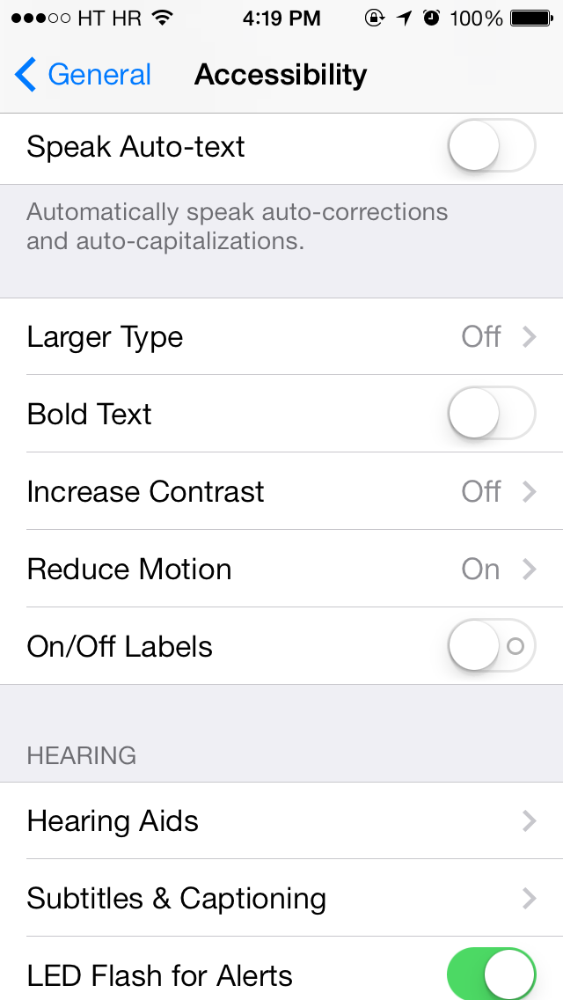 HT HR 4:19 PM 100%
General Accessibility
Speak Auto-text
Automatically speak auto-corrections
and auto-capitalizations.
Larger Type Off
Bold Text
Increase Contrast Off
Reduce Motion On
On/Off Labels
HEARING
Hearing Aids
Subtitles & Captioning
LED Flash for Alerts